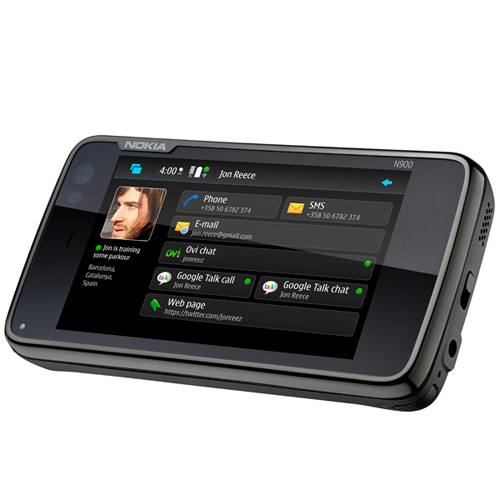 NOKIA
N900
4:00
Jon Reece
Phone
+358 50 6782 374
SMS
+358 50 6782 374
E-mail
Jon.reece@gmail.com
Ovi chat
OVI
jonreez
Google Talk call
talk
Jon Reece
Google Talk chat
talk
Jon Reece
Web page
https://twitter.com/jonreez
Jon is training
some parkour
Barcelona,
Catalunya,
Spain